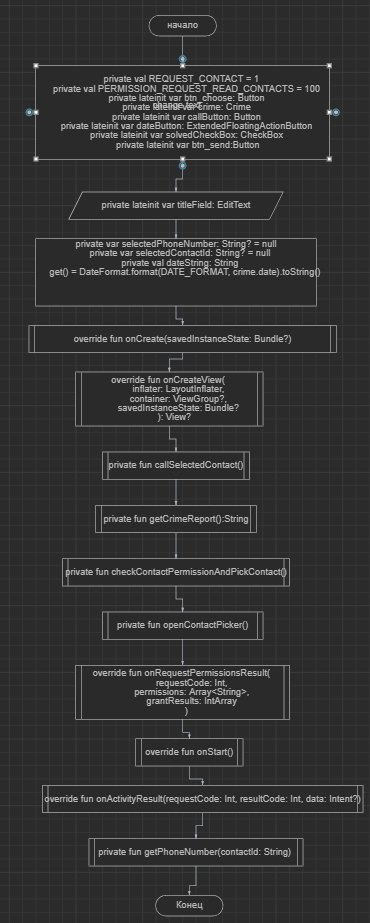 начало
private val REQUEST_CONTACT = 1
private val PERMISSION_REQUEST_READ_CONTACTS = 100
private lateinit var btn_choose: Button
private lateinit var crime: Crime
private lateinit var callButton: Button
private lateinit var dateButton: ExtendedFloatingActionButton
private lateinit var solvedCheckBox: CheckBox
private lateinit var btn_send:Button
private lateinit var titleField: EditText
private var selectedPhoneNumber: String? = null
private var selectedContactId: String? = null
private val dateString: String
get() = DateFormat.format(DATE_FORMAT, crime.date).toString()
override fun onCreate(savedInstanceState: Bundle?)
override fun onCreateView(
inflater: LayoutInflater,
container: ViewGroup?,
savedInstanceState: Bundle?
): View?
private fun callSelectedContact()
private fun getCrimeReport():String
private fun checkContactPermissionAndPickContact()
private fun openContactPicker()
override fun onRequestPermissionsResult(
requestCode: Int,
permissions: Array<String>,
grantResults: IntArray
)
override fun onStart()
override fun onActivityResult(requestCode: Int, resultCode: Int, data: Intent?)
private fun getPhoneNumber(contactId: String)
Конец